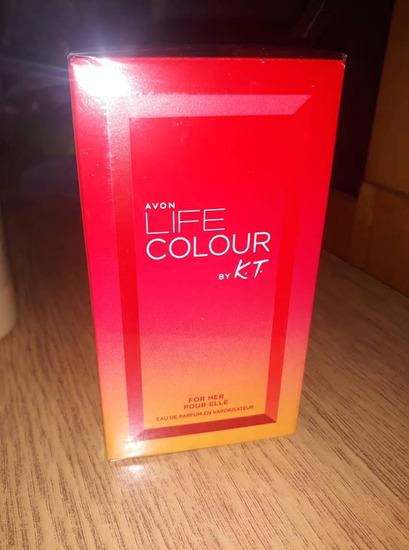 AVON
LIFE
COLOUR
BY K.T.
FOR HER
POUR ELLE
EAU DE PARFUM EN VAPORISATEUR